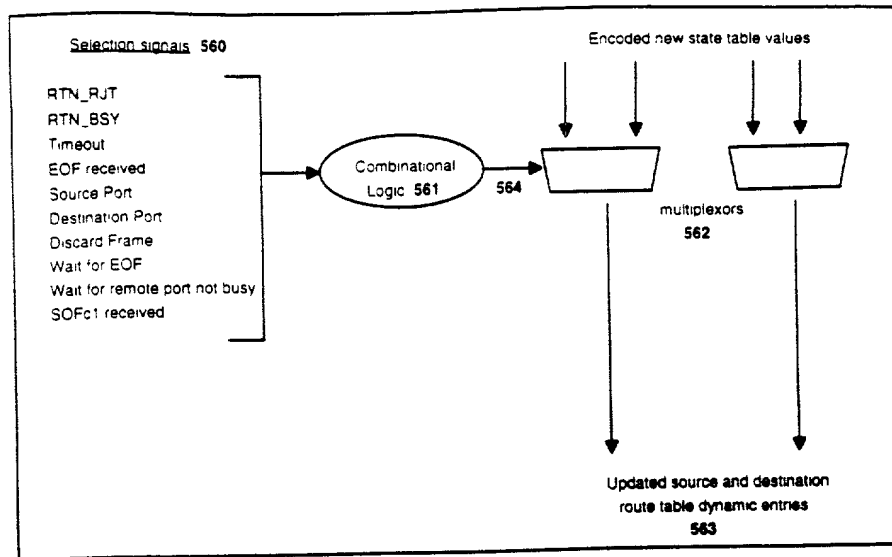 Selection signals 560
Encoded new state table values
RTN_RJT
RTN_BSY
Timeout
EOF received
Source Port
Destination Port
Discard Frame
Wait for EOF
Wait for remote port not busy
SOFc1 received
Combinational
Logic 561
564
multiplexors
562
Updated source and destination
route table dynamic entries
563